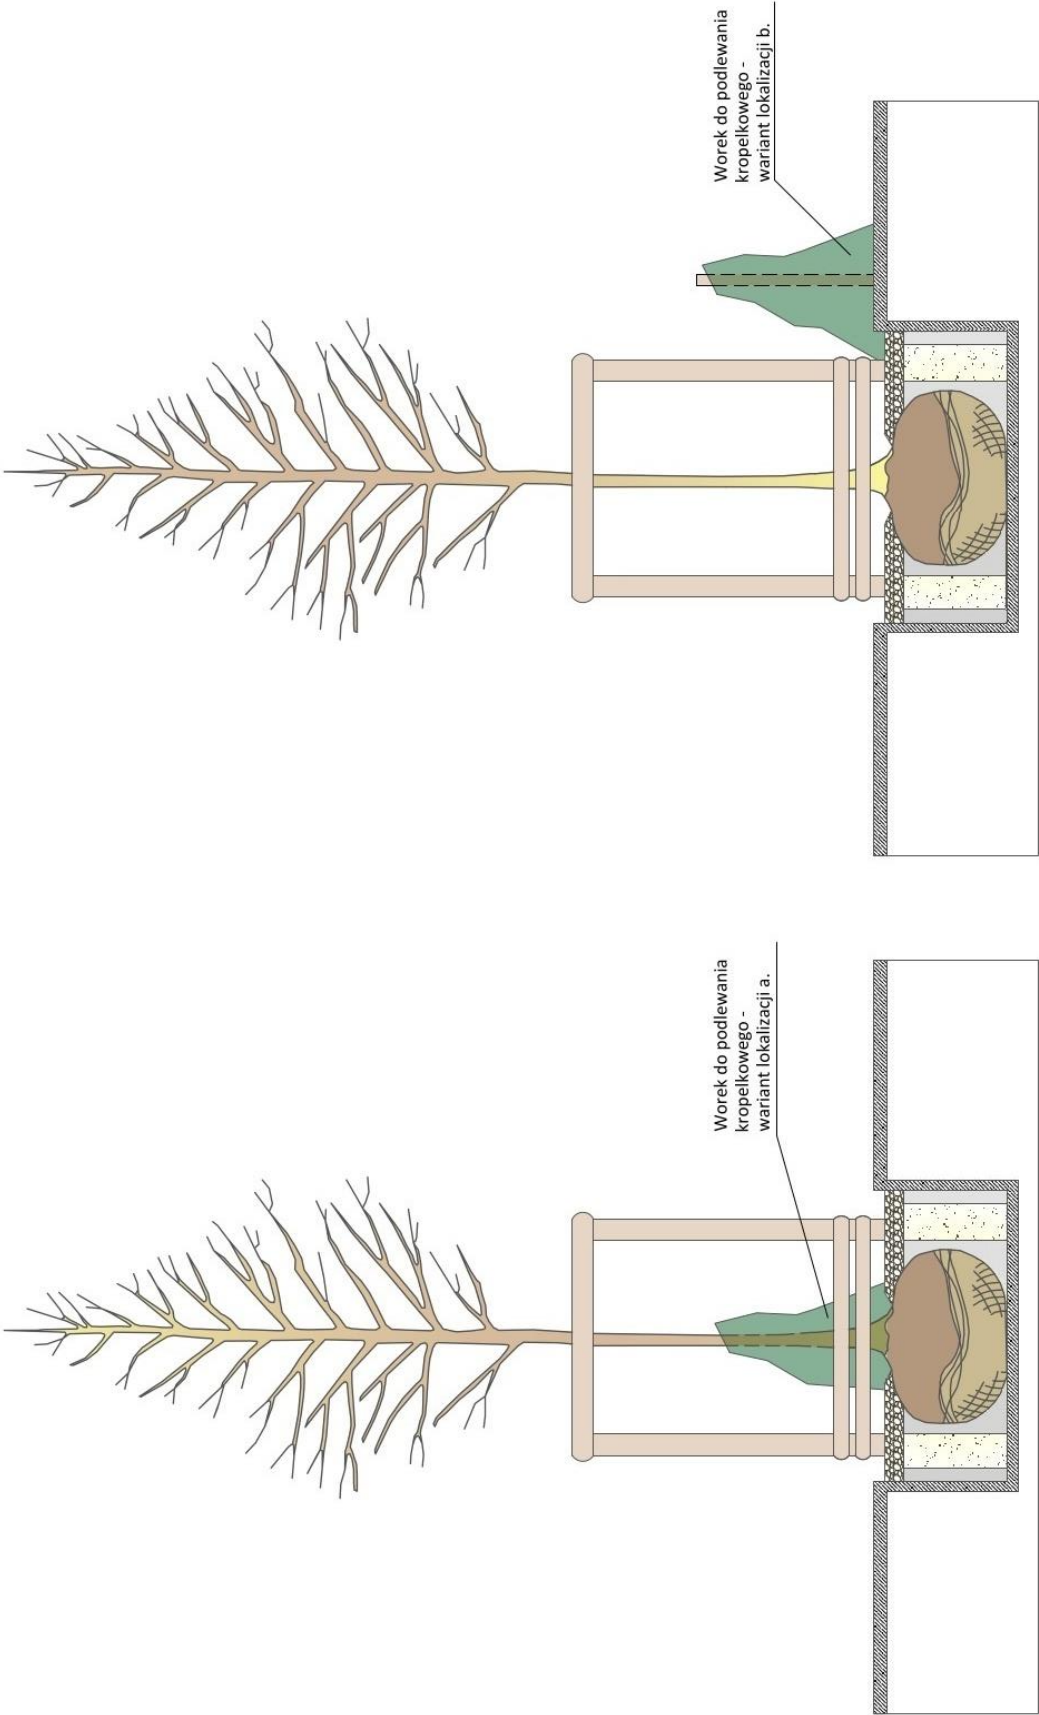 Worek do podlewania
kropelkowego -
wariant lokalizacji a.
Worek do podlewania
kropelkowego -
wariant lokalizacji b.